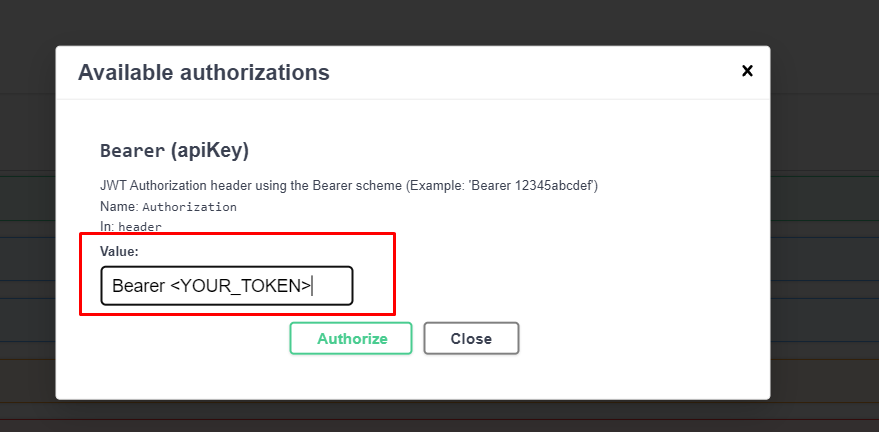 Available authorizations
x
Bearer (apiKey)
JWT Authorization header using the Bearer scheme (Example: 'Bearer 12345abcdef')
Name: Authorization
In: header
Value:
Bearer <YOUR_TOKEN>
Authorize Close